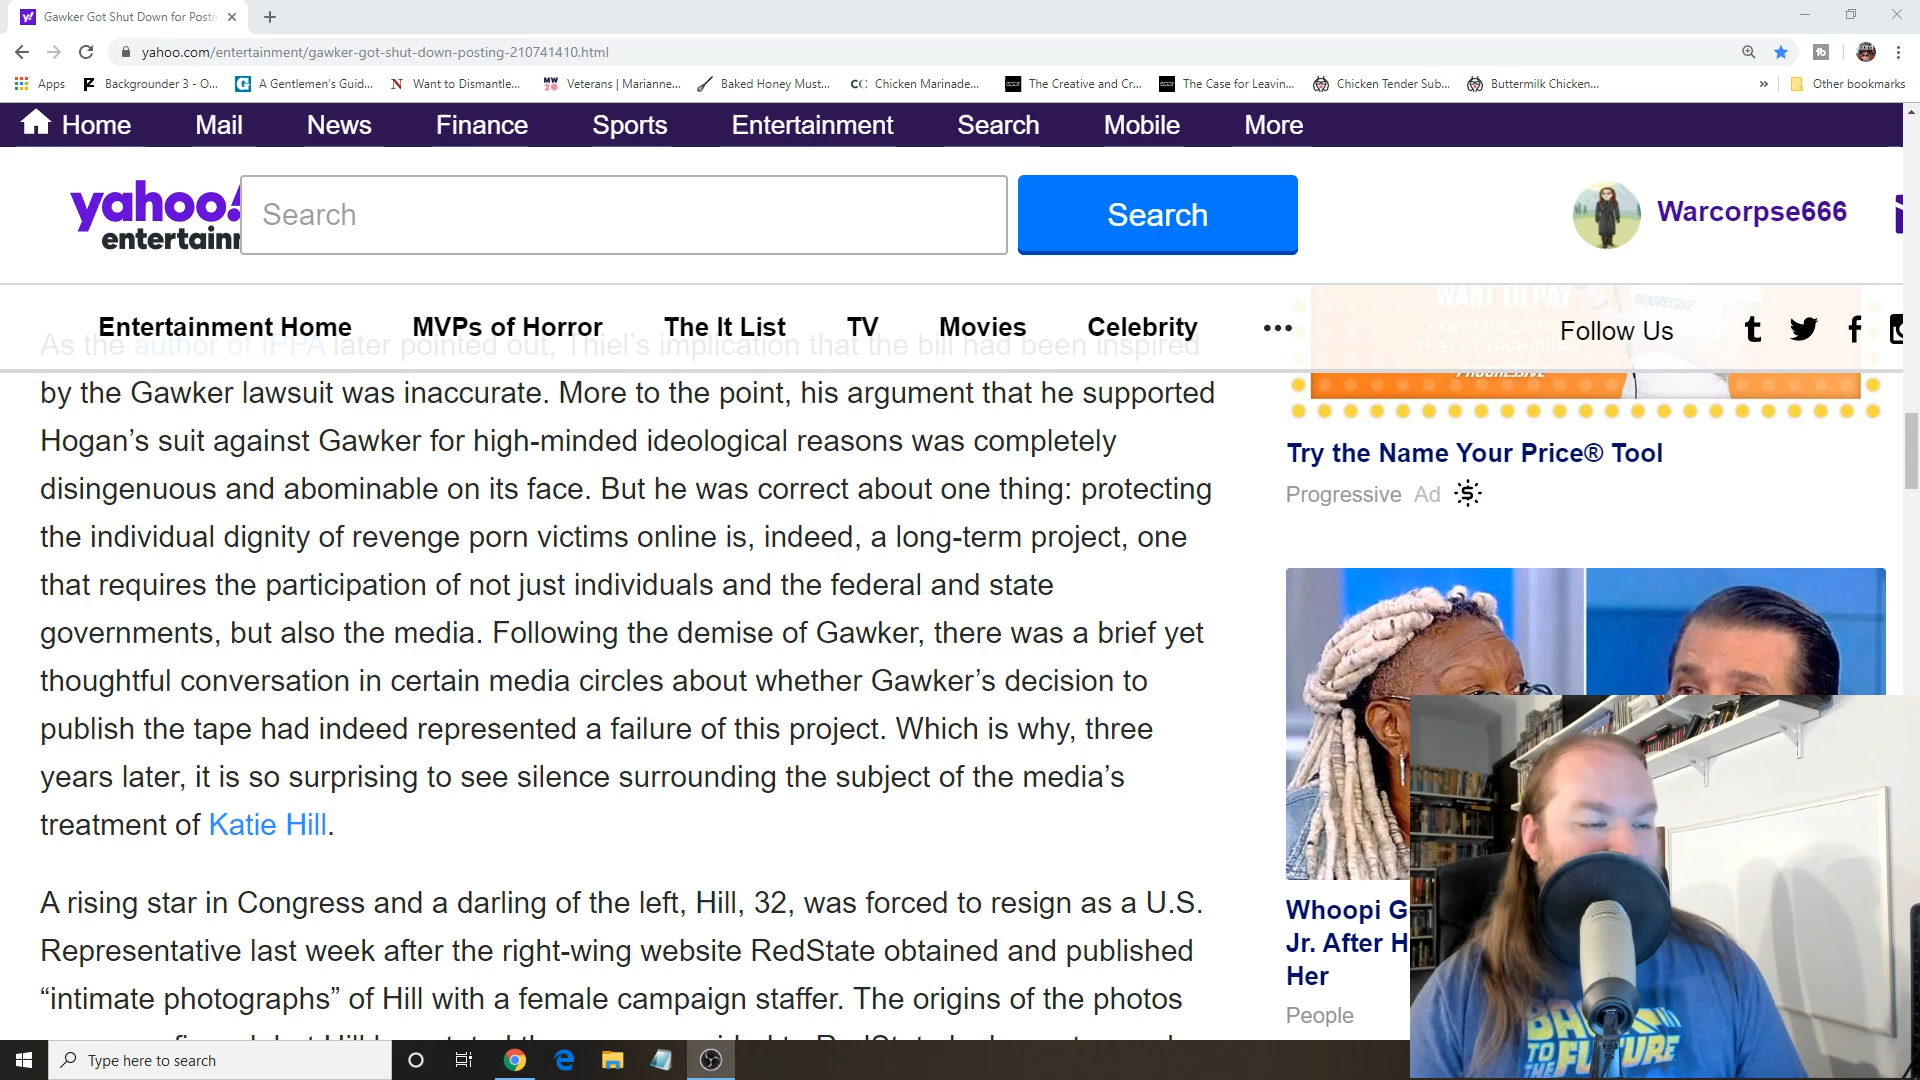 Gawker Got Shut Down for Postin
yahoo.com/entertainment/gawker-got-shut-down-posting-210741410.html
Apps
Backgrounder 3 - O...
A Gentlemen's Guid...
Want to Dismantle...
Veterans | Marianne...
Baked Honey Must...
Chicken Marinade...
The Creative and Cr...
The Case for Leavin...
Chicken Tender Sub...
Buttermilk Chicken...
Other bookmarks
Home
Mail
News
Finance
Sports
Entertainment
Search
Mobile
More
yahoo!
entertainn
Search
Search
Warcorpse666
Entertainment Home
MVPs of Horror
The It List
TV
Movies
Celebrity
Follow Us
WANT TO PAY
PROGRESSIVE
THAT FIT YOUR BUDGE
PROGRESSIVE
As the author of IPPA later pointed out, Thiel's implication that the bill had been inspired
by the Gawker lawsuit was inaccurate. More to the point, his argument that he supported
Hogan's suit against Gawker for high-minded ideological reasons was completely
disingenuous and abominable on its face. But he was correct about one thing: protecting
the individual dignity of revenge porn victims online is, indeed, a long-term project, one
that requires the participation of not just individuals and the federal and state
governments, but also the media. Following the demise of Gawker, there was a brief yet
thoughtful conversation in certain media circles about whether Gawker's decision to
publish the tape had indeed represented a failure of this project. Which is why, three
years later, it is so surprising to see silence surrounding the subject of the media's
treatment of Katie Hill.
A rising star in Congress and a darling of the left, Hill, 32, was forced to resign as a U.S.
Representative last week after the right-wing website RedState obtained and published
“intimate photographs” of Hill with a female campaign staffer. The origins of the photos
Try the Name Your Price® Tool
Progressive Ad
Whoopi G
Jr. After H
Her
People
BACK
TO THE FUTURE
Type here to search